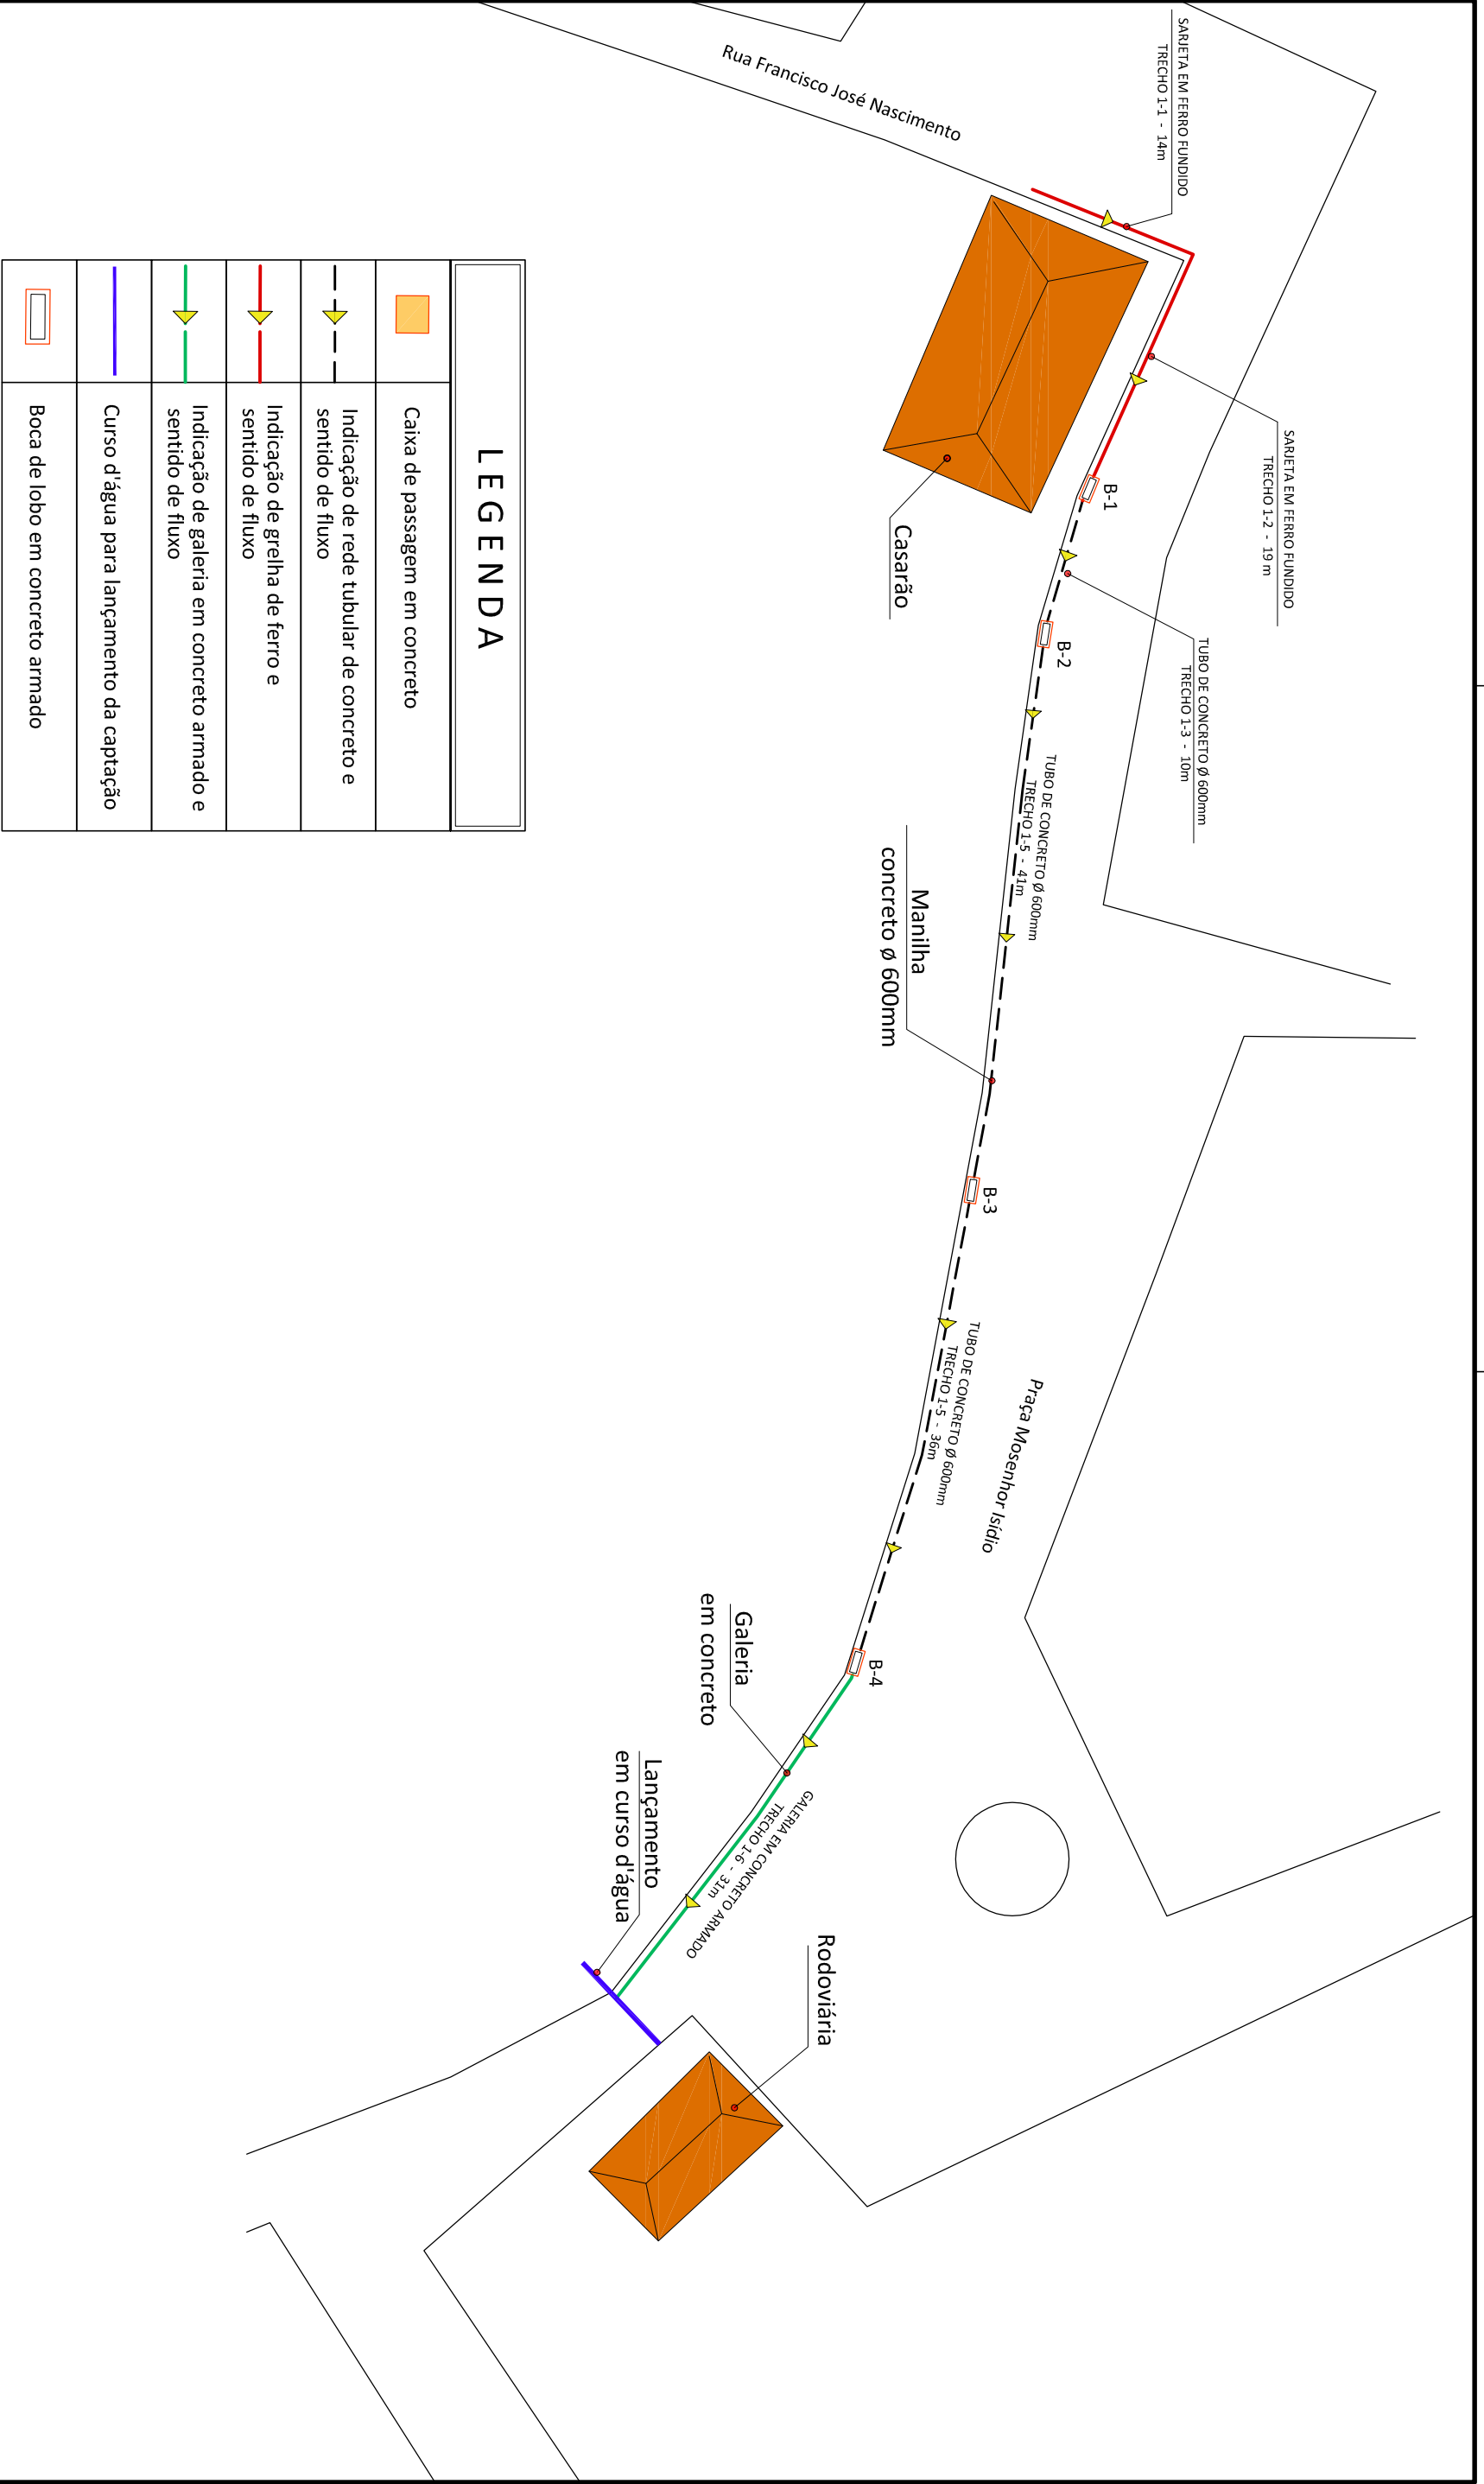 Rua Francisco José Nascimento
SARJETA EM FERRO FUNDIDO
TRECHO 1-1 - 14m
SARJETA EM FERRO FUNDIDO
TRECHO 1-2 - 19 m
B-1
TUBO DE CONCRETO Ø 600mm
TRECHO 1-3 - 10m
Casarão
B-2
TUBO DE CONCRETO Ø 600mm
TRECHO 1-5 - 41m
Manilha
concreto ø 600mm
B-3
TUBO DE CONCRETO Ø 600mm
TRECHO 1-5 - 36m
Praça Mosenhor Isídio
B-4
Galeria
em concreto
GALERIA EM CONCRETO ARMADO
TRECHO 1-6 - 31m
Lançamento
em curso d'água
Rodoviária
LEGENDA
Caixa de passagem em concreto
Indicação de rede tubular de concreto e
sentido de fluxo
Indicação de grelha de ferro e
sentido de fluxo
Indicação de galeria em concreto armado e
sentido de fluxo
Curso d'água para lançamento da captação
Boca de lobo em concreto armado